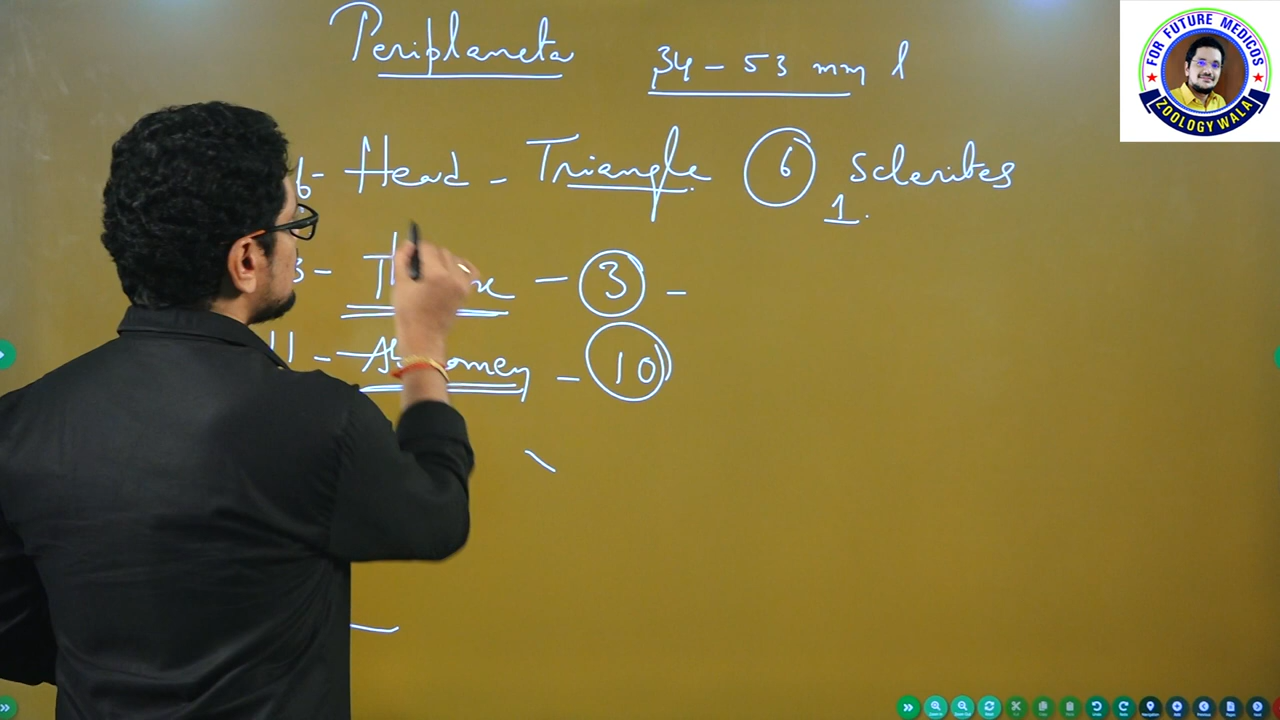 Periplaneta 34 - 53 mm l
6 - Head - Triangle 6 Sclerites
1.
3 - - 3 -
11 - - 10
FOR FUTURE MEDICOS
ZOOLOGY WALA